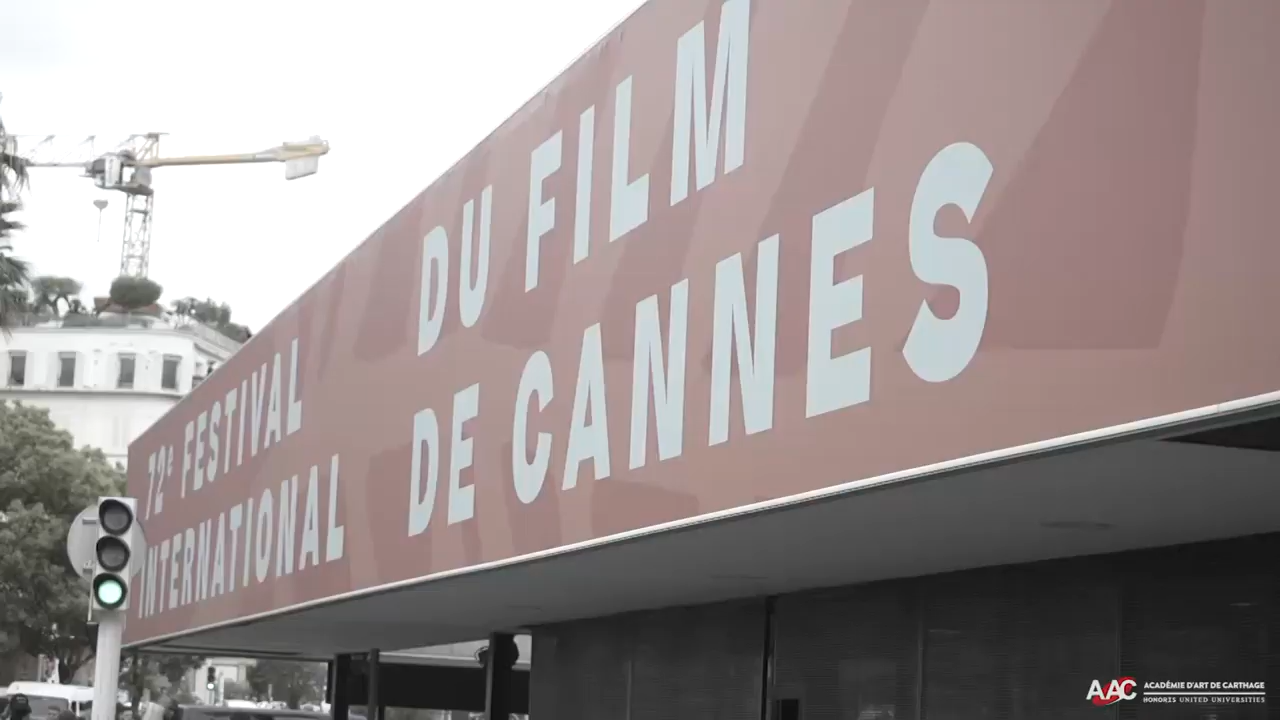 72e FESTIVAL
INTERNATIONAL
DU FILM
DE CANNES
AAC
ACADÉMIE D'ART DE CARTHAGE
HONORIS UNITED UNIVERSITIES